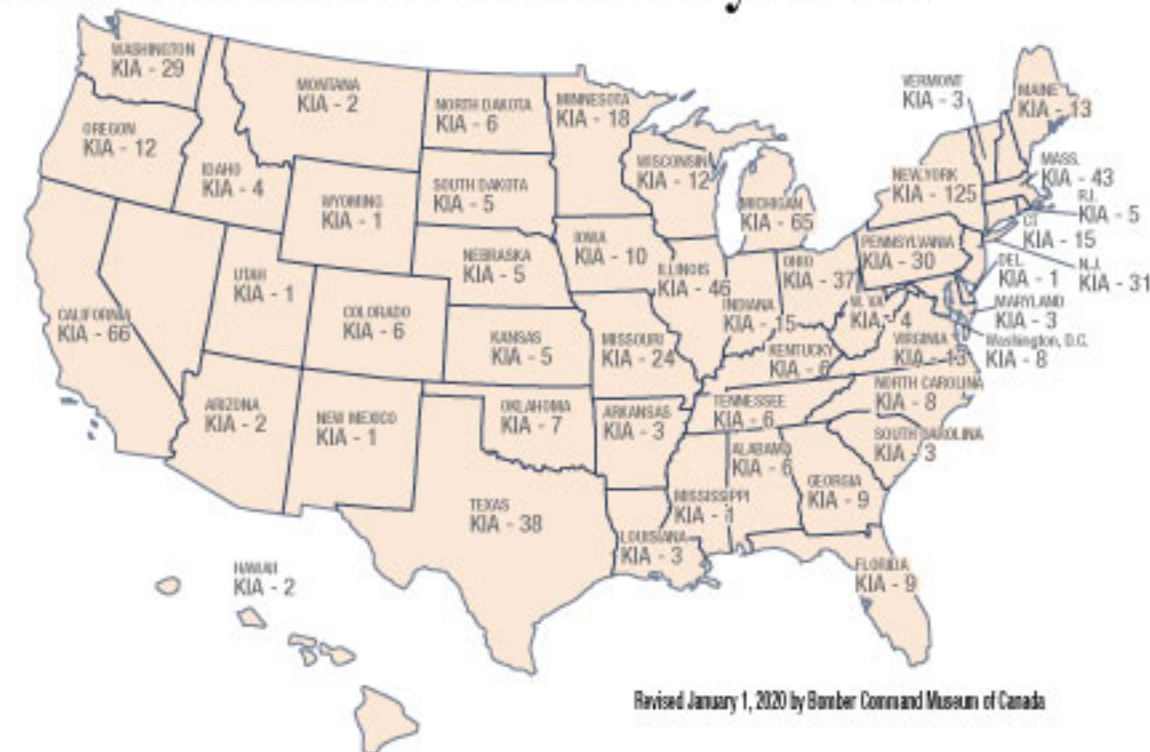 WASHINGTON
KIA - 29
MONTANA
KIA - 2
NORTH DAKOTA
KIA - 6
MINNESOTA
KIA - 18
VERMONT
KIA - 3
MAINE
KIA - 13
OREGON
KIA - 12
IDAHO
KIA - 4
WYOMING
KIA - 1
SOUTH DAKOTA
KIA - 5
WISCONSIN
KIA - 12
MICHIGAN
KIA - 65
NEW YORK
KIA - 125
MASS.
KIA - 43
R.I.
KIA - 5
CT
KIA - 15
N.J.
KIA - 31
DEL.
KIA - 1
MARYLAND
KIA - 3
Washington, D.C.
KIA - 8
PENNSYLVANIA
KIA - 30
OHIO
KIA - 37
W. VA
KIA - 4
VIRGINIA
KIA - 13
IOWA
KIA - 10
ILLINOIS
KIA - 46
INDIANA
KIA - 15
KENTUCKY
KIA - 6
NEBRASKA
KIA - 5
UTAH
KIA - 1
COLORADO
KIA - 6
KANSAS
KIA - 5
MISSOURI
KIA - 24
CALIFORNIA
KIA - 66
ARIZONA
KIA - 2
NEW MEXICO
KIA - 1
OKLAHOMA
KIA - 7
ARKANSAS
KIA - 3
TENNESSEE
KIA - 6
NORTH CAROLINA
KIA - 8
SOUTH CAROLINA
KIA - 3
ALABAMA
KIA - 6
GEORGIA
KIA - 9
MISSISSIPPI
KIA - 1
TEXAS
KIA - 38
LOUISIANA
KIA - 3
FLORIDA
KIA - 9
HAWAII
KIA - 2
Revised January 1, 2020 by Bomber Command Museum of Canada